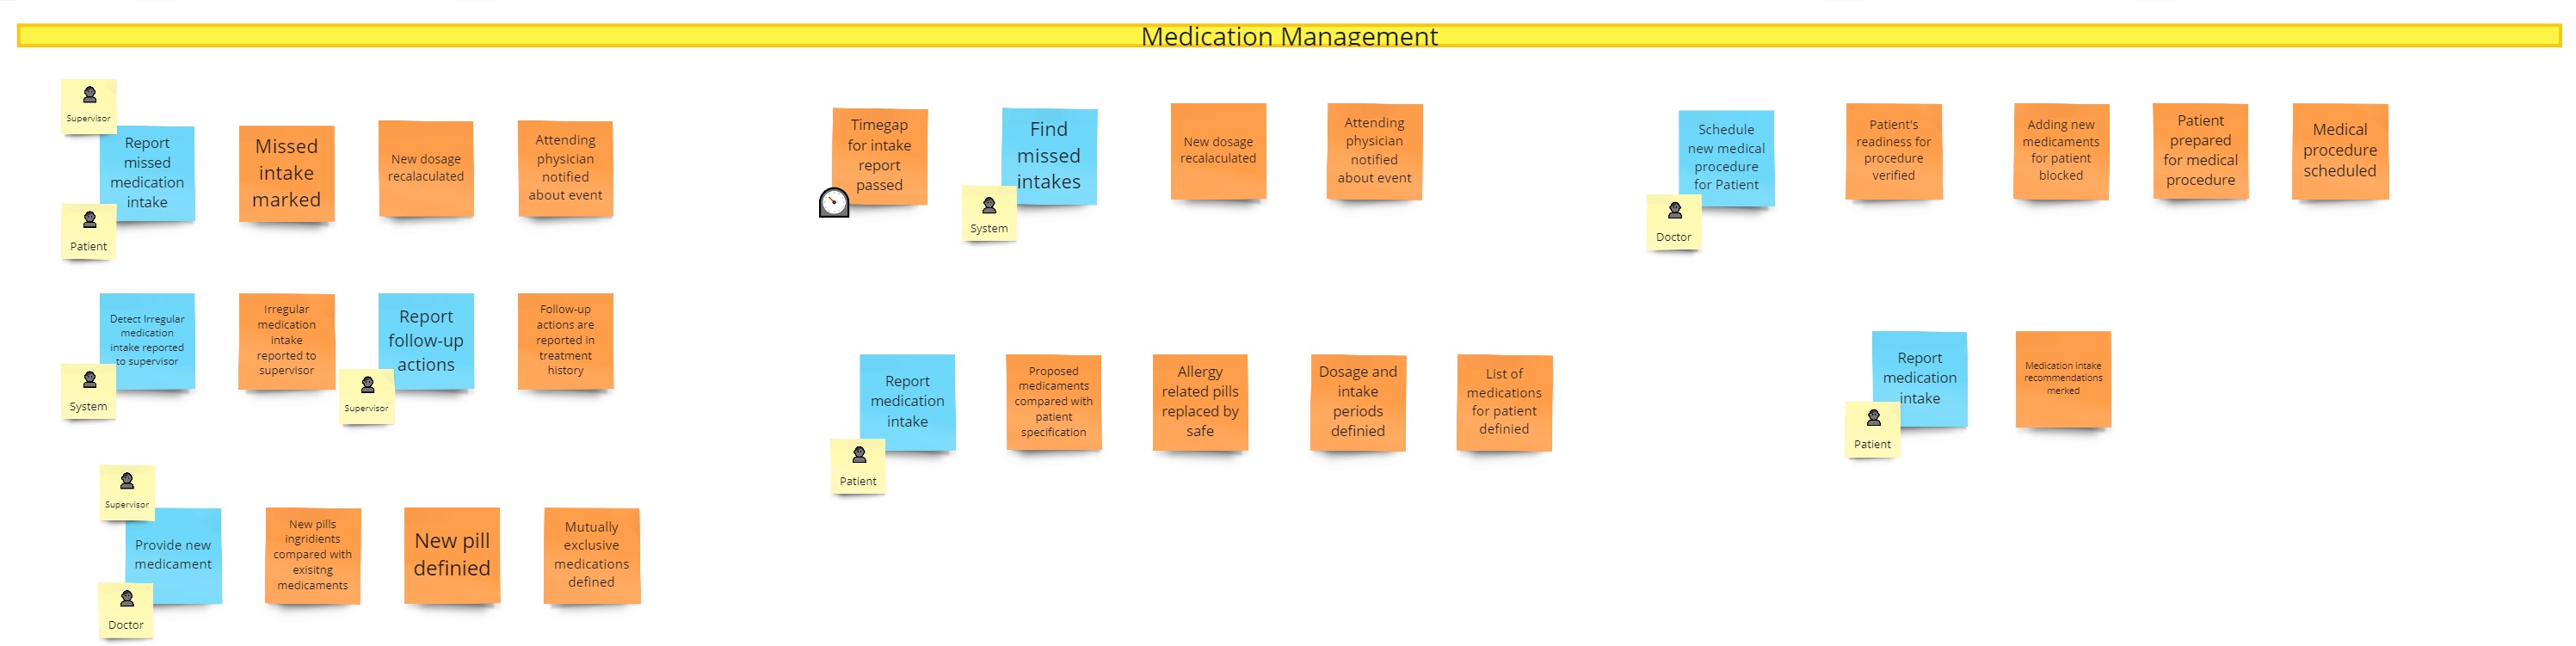 Medication Management
Supervisor
Report
missed
medication
intake
Patient
Missed
intake
marked
New dosage
recalaculated
Attending
physician
notified
about event
Timegap
for intake
report
passed
Find
missed
intakes
System
New dosage
recalaculated
Attending
physician
notified
about event
Schedule
new medical
procedure
for Patient
Doctor
Patient's
readiness for
procedure
verified
Adding new
medicaments
for patient
blocked
Patient
prepared
for medical
procedure
Medical
procedure
scheduled
Detect Irregular
medication
intake reported
to supervisor
System
Irregular
medication
intake
reported to
supervisor
Report
follow-up
actions
Supervisor
Follow-up
actions are
reported in
treatment
history
Report
medication
intake
Patient
Proposed
medicaments
compared with
patient
specification
Allergy
related pills
replaced by
safe
Dosage and
intake
periods
definied
List of
medications
for patient
definied
Report
medication
intake
Patient
Medication intake
recommendations
merked
Supervisor
Provide new
medicament
Doctor
New pills
ingridients
compared with
exisitng
medicaments
New pill
definied
Mutually
exclusive
medications
defined